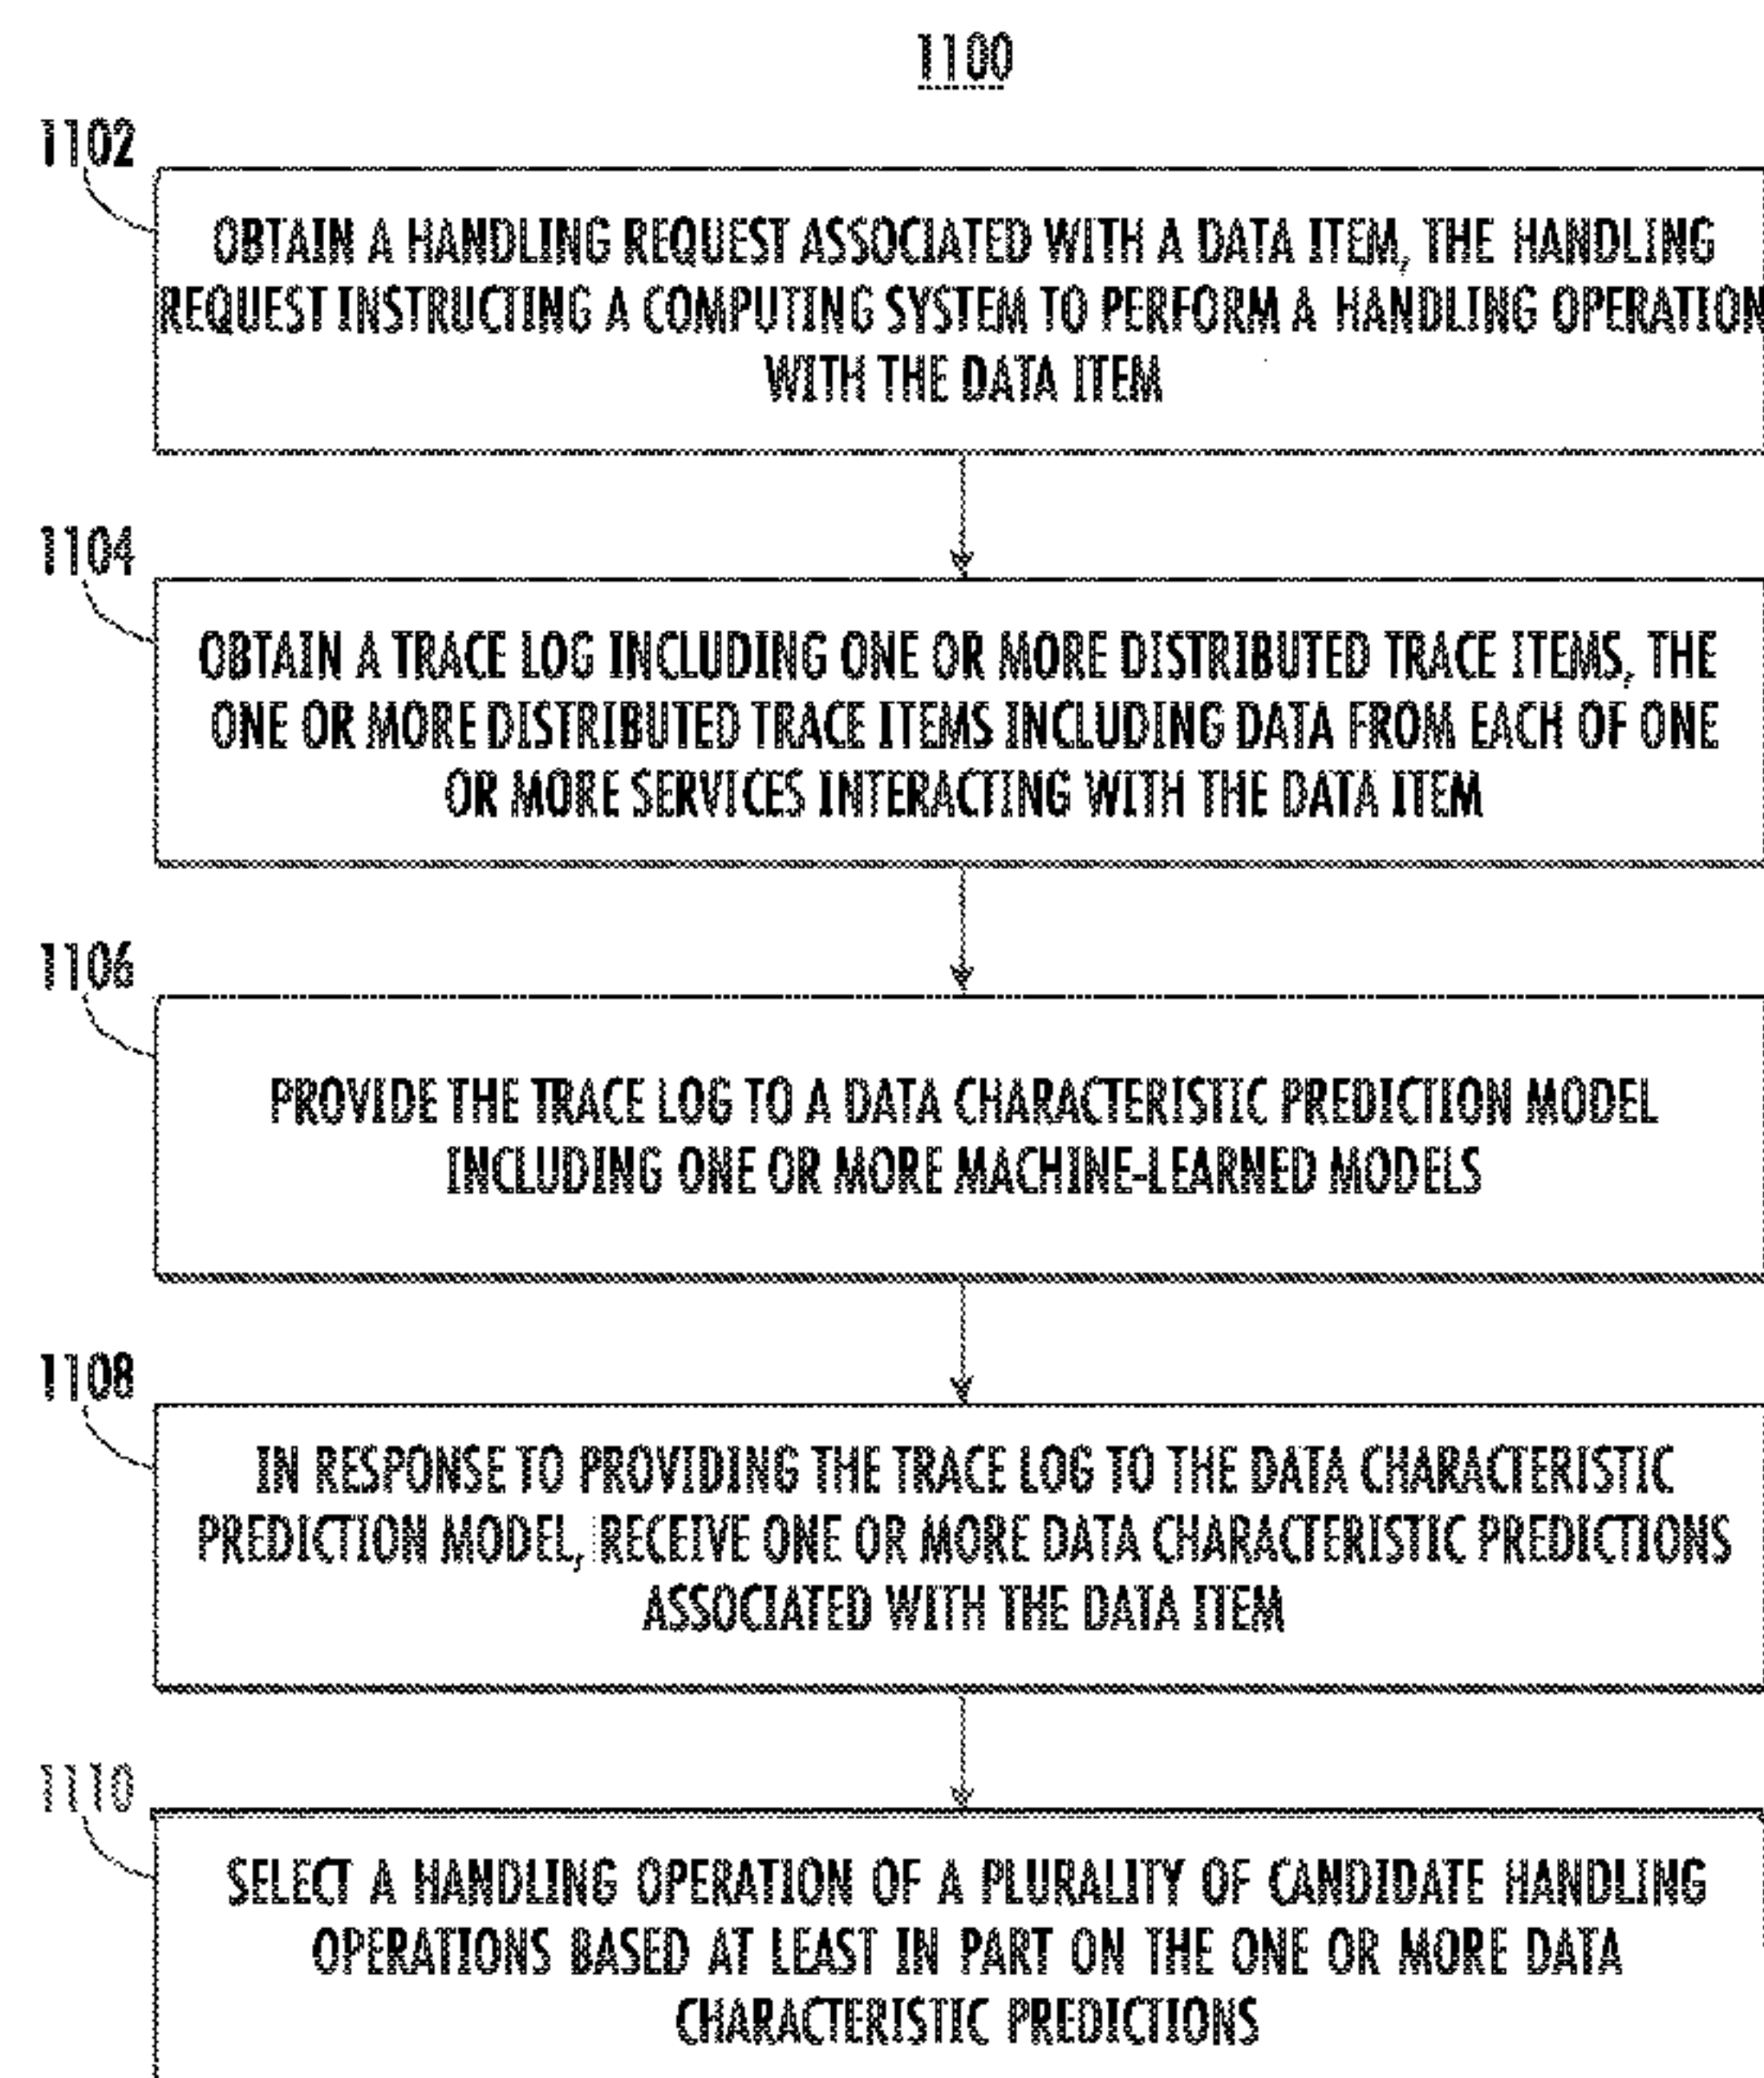 1100
1102
OBTAIN A HANDLING REQUEST ASSOCIATED WITH A DATA ITEM, THE HANDLING
REQUEST INSTRUCTING A COMPUTING SYSTEM TO PERFORM A HANDLING OPERATION
WITH THE DATA ITEM
1104
OBTAIN A TRACE LOG INCLUDING ONE OR MORE DISTRIBUTED TRACE ITEMS, THE
ONE OR MORE DISTRIBUTED TRACE ITEMS INCLUDING DATA FROM EACH OF ONE
OR MORE SERVICES INTERACTING WITH THE DATA ITEM
1106
PROVIDE THE TRACE LOG TO A DATA CHARACTERISTIC PREDICTION MODEL
INCLUDING ONE OR MORE MACHINE-LEARNED MODELS
1108
IN RESPONSE TO PROVIDING THE TRACE LOG TO THE DATA CHARACTERISTIC
PREDICTION MODEL, RECEIVE ONE OR MORE DATA CHARACTERISTIC PREDICTIONS
ASSOCIATED WITH THE DATA ITEM
1110
SELECT A HANDLING OPERATION OF A PLURALITY OF CANDIDATE HANDLING
OPERATIONS BASED AT LEAST IN PART ON THE ONE OR MORE DATA
CHARACTERISTIC PREDICTIONS